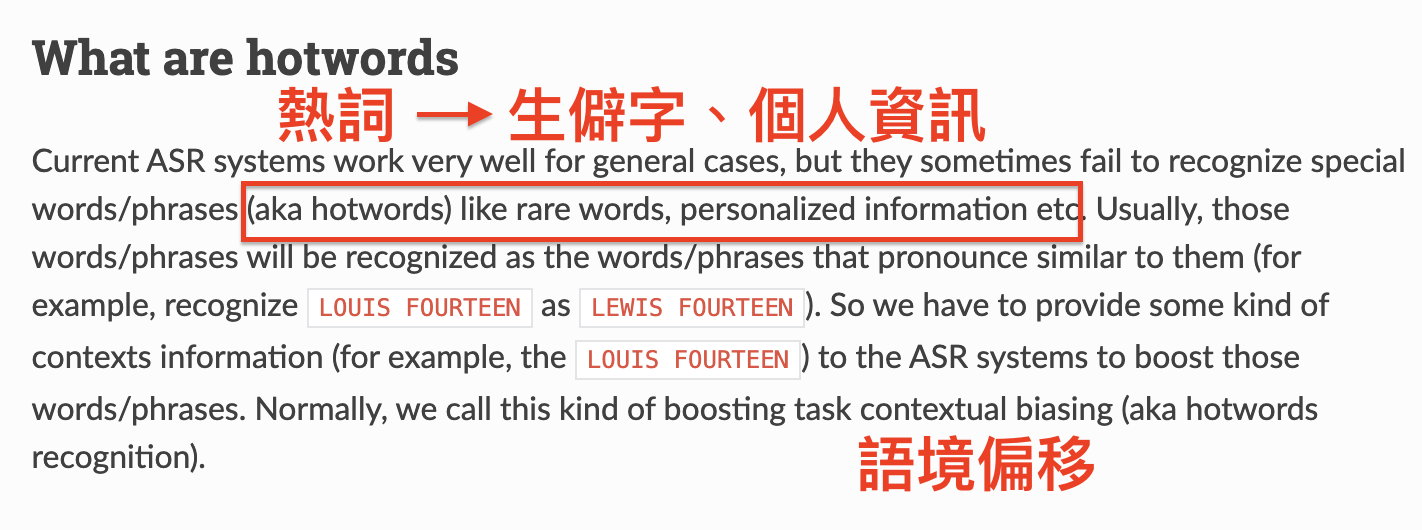 What are hotwords
熱詞 → 生僻字、個人資訊
Current ASR systems work very well for general cases, but they sometimes fail to recognize special
words/phrases (aka hotwords) like rare words, personalized information etc. Usually, those
words/phrases will be recognized as the words/phrases that pronounce similar to them (for
example, recognize LOUIS FOURTEEN as LEWIS FOURTEEN). So we have to provide some kind of
contexts information (for example, the LOUIS FOURTEEN) to the ASR systems to boost those
words/phrases. Normally, we call this kind of boosting task contextual biasing (aka hotwords
recognition).
語境偏移